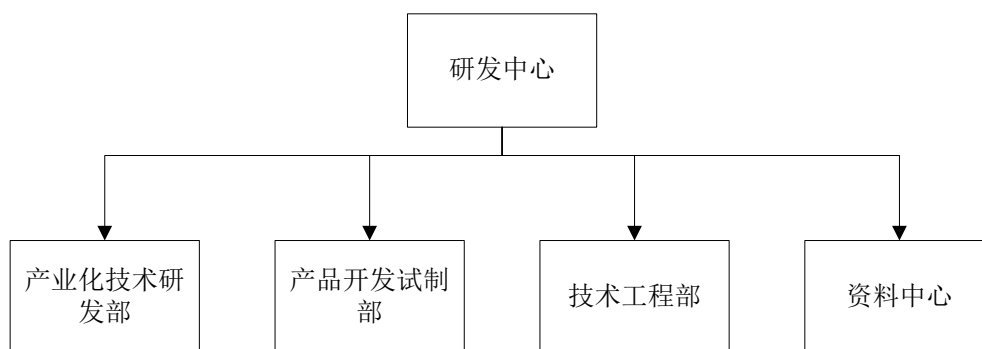 研发中心
产业化技术研
发部
产品开发试制
部
技术工程部
资料中心